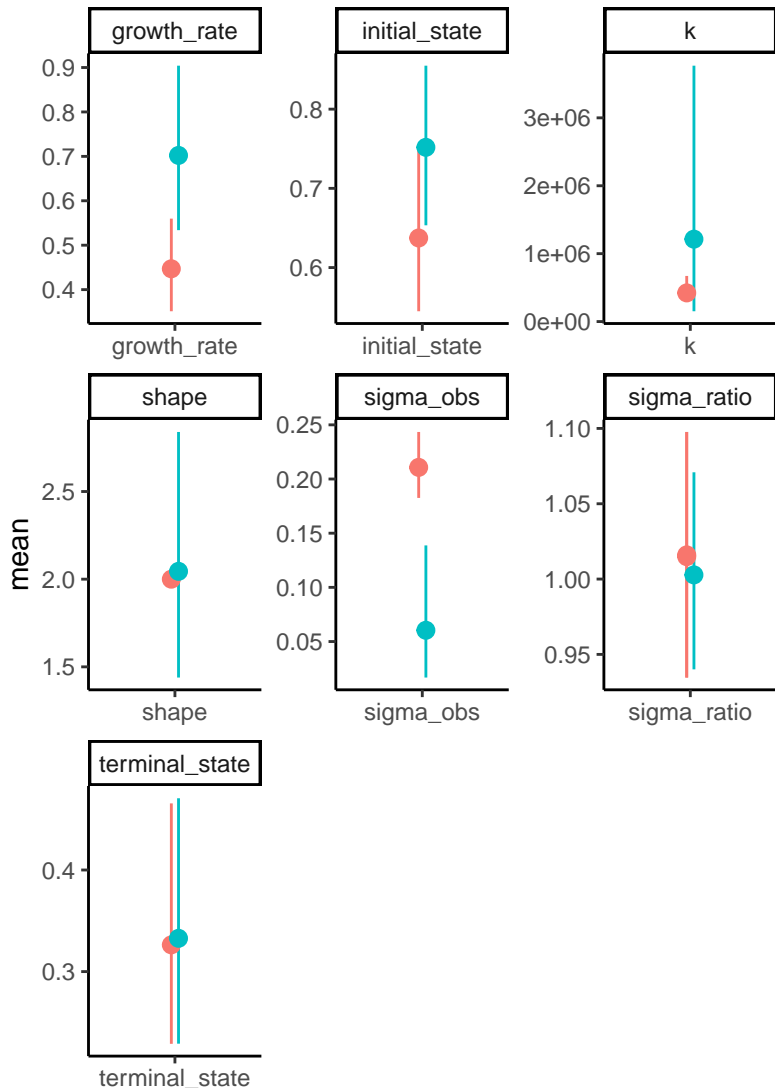 growth_rate
initial_state
k
0.9
0.8
0.7
0.6
0.5
0.4
growth_rate
0.8
0.7
0.6
initial_state
3e+06
2e+06
1e+06
0e+00
k
mean
shape
sigma_obs
sigma_ratio
2.5
2.0
1.5
shape
0.25
0.20
0.15
0.10
0.05
sigma_obs
1.10
1.05
1.00
0.95
sigma_ratio
terminal_state
0.4
0.3
terminal_state